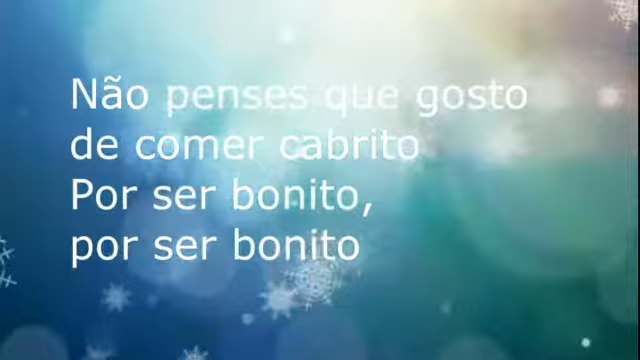 Não penses que gosto
de comer cabrito
Por ser bonito,
por ser bonito